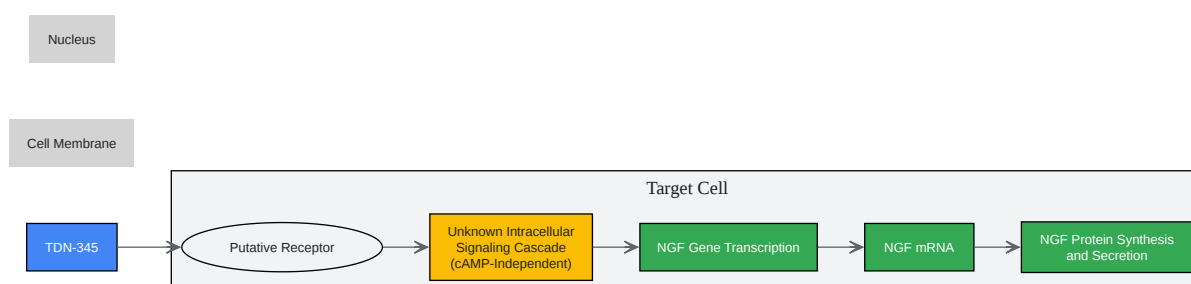 Nucleus
Cell Membrane
Target Cell
TDN-345
Putative Receptor
Unknown Intracellular
Signaling Cascade
(cAMP-Independent)
NGF Gene Transcription
NGF mRNA
NGF Protein Synthesis
and Secretion